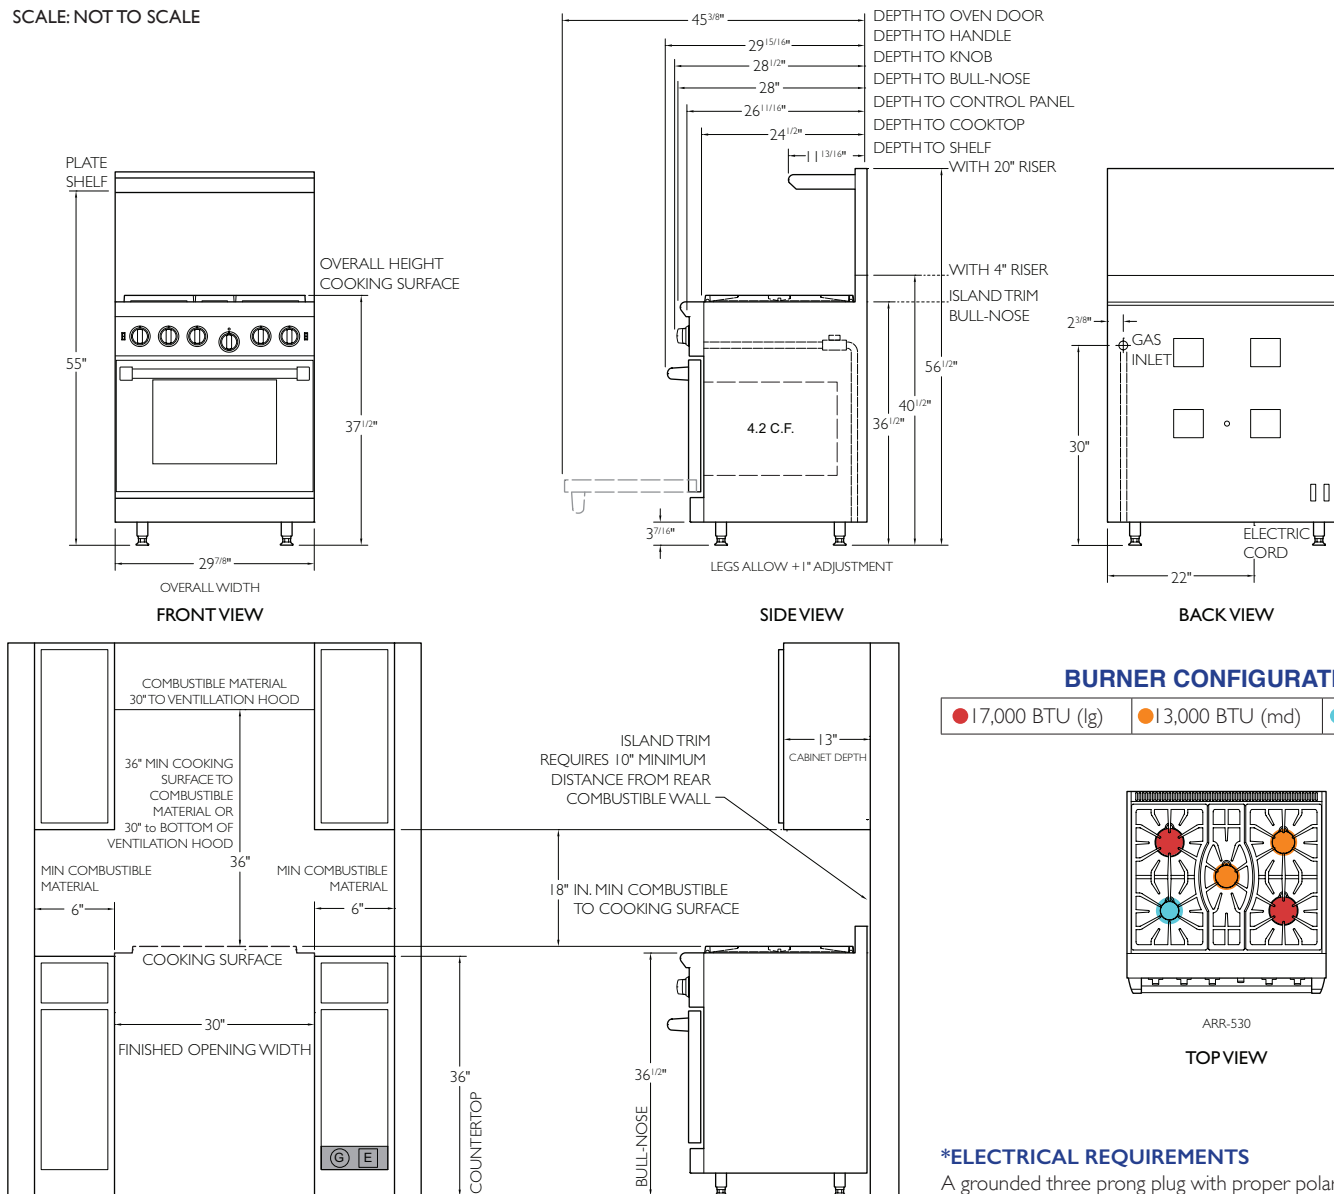 SCALE: NOT TO SCALE
45 3/8"
DEPTH TO OVEN DOOR
29 15/16"
DEPTH TO HANDLE
28 1/2"
DEPTH TO KNOB
28"
DEPTH TO BULL-NOSE
26 11/16"
DEPTH TO CONTROL PANEL
24 1/2"
DEPTH TO COOKTOP
11 13/16"
DEPTH TO SHELF
WITH 20" RISER
PLATE
SHELF
OVERALL HEIGHT
COOKING SURFACE
55"
37 1/2"
29 7/8"
OVERALL WIDTH
FRONT VIEW
WITH 4" RISER
ISLAND TRIM
BULL-NOSE
56 1/2"
40 1/2"
36 1/2"
4.2 C.F.
3 7/16"
LEGS ALLOW +1" ADJUSTMENT
SIDE VIEW
2 3/8"
GAS
INLET
30"
ELECTRIC
CORD
22"
BACK VIEW
COMBUSTIBLE MATERIAL
30" TO VENTILLATION HOOD
36" MIN COOKING
SURFACE TO
COMBUSTIBLE
MATERIAL OR
30" to BOTTOM OF
VENTILATION HOOD
36"
MIN COMBUSTIBLE
MATERIAL
6"
MIN COMBUSTIBLE
MATERIAL
6"
COOKING SURFACE
30"
FINISHED OPENING WIDTH
G
E
36"
COUNTERTOP
ISLAND TRIM
REQUIRES 10" MINIMUM
DISTANCE FROM REAR
COMBUSTIBLE WALL
13"
CABINET DEPTH
18" IN. MIN COMBUSTIBLE
TO COOKING SURFACE
36 1/2"
BULL-NOSE
BURNER CONFIGURATI
17,000 BTU (lg)
13,000 BTU (md)
ARR-530
TOP VIEW
*ELECTRICAL REQUIREMENTS
A grounded three prong plug with proper polar